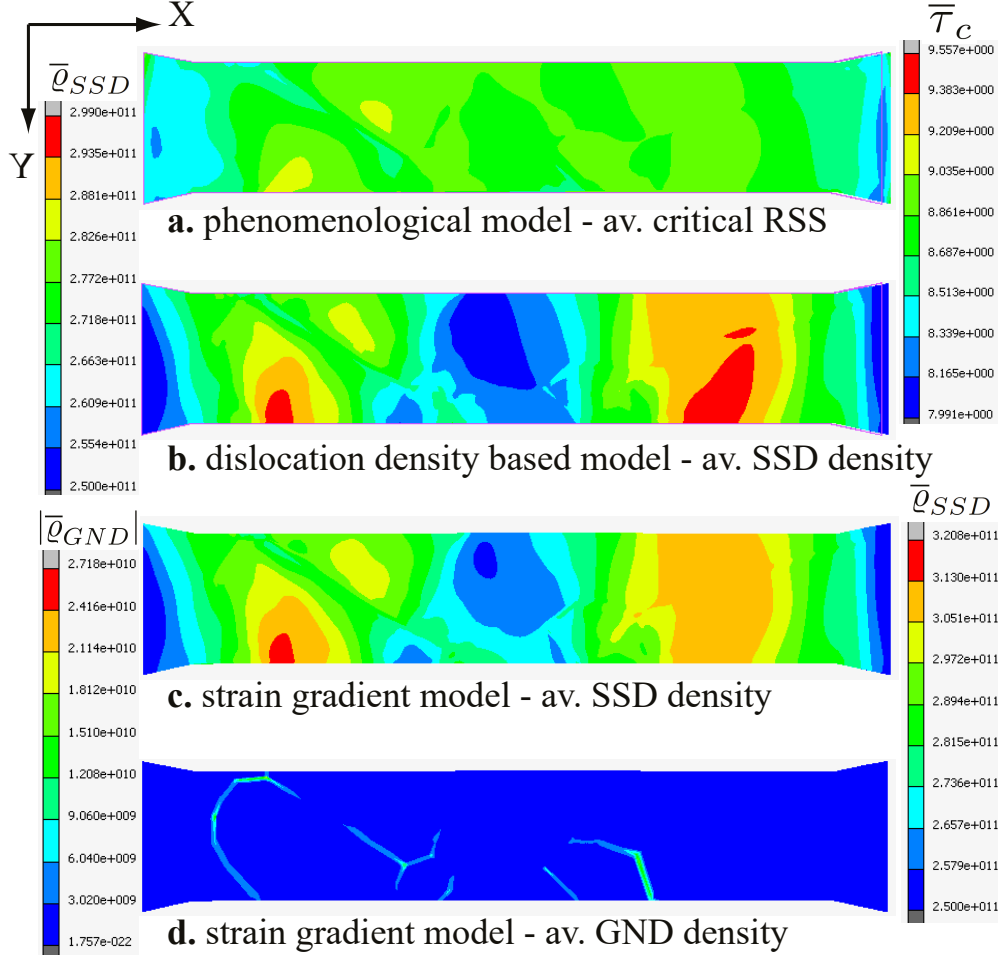 X
Y
ϱ̅_SSD
2.990e+011
2.935e+011
2.881e+011
2.826e+011
2.772e+011
2.718e+011
2.663e+011
2.609e+011
2.554e+011
2.500e+011
τ̅_c
9.557e+000
9.383e+000
9.209e+000
9.035e+000
8.861e+000
8.687e+000
8.513e+000
8.339e+000
8.165e+000
7.991e+000
a. phenomenological model - av. critical RSS
b. dislocation density based model - av. SSD density
|ϱ̅_GND|
2.718e+010
2.416e+010
2.114e+010
1.812e+010
1.510e+010
1.208e+010
9.060e+009
6.040e+009
3.020e+009
1.757e-022
ϱ̅_SSD
3.208e+011
3.130e+011
3.051e+011
2.972e+011
2.894e+011
2.815e+011
2.736e+011
2.657e+011
2.579e+011
2.500e+011
c. strain gradient model - av. SSD density
d. strain gradient model - av. GND density